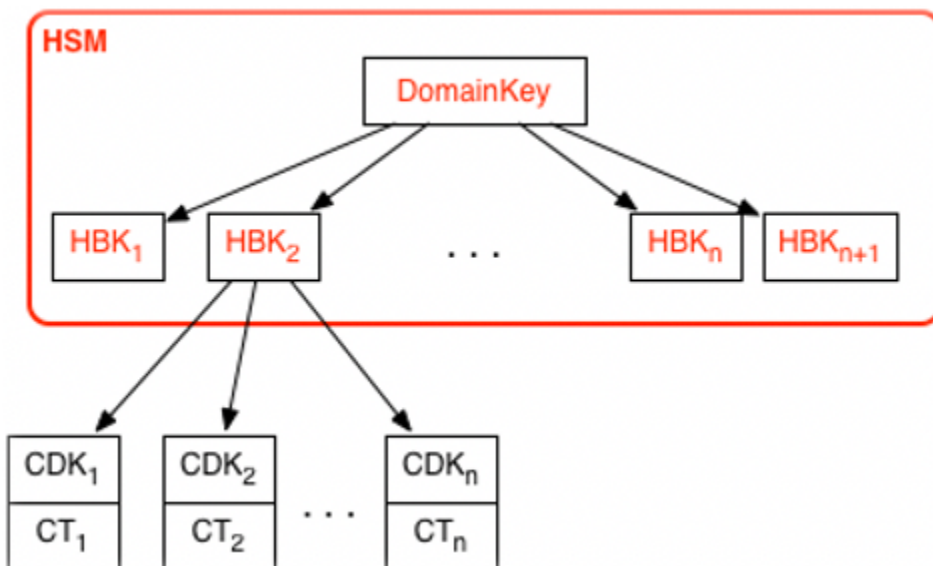 HSM
DomainKey
HBK₁ HBK₂ . . . HBKₙ HBKₙ₊₁
CDK₁ CDK₂ CDKₙ
. . .
CT₁ CT₂ CTₙ